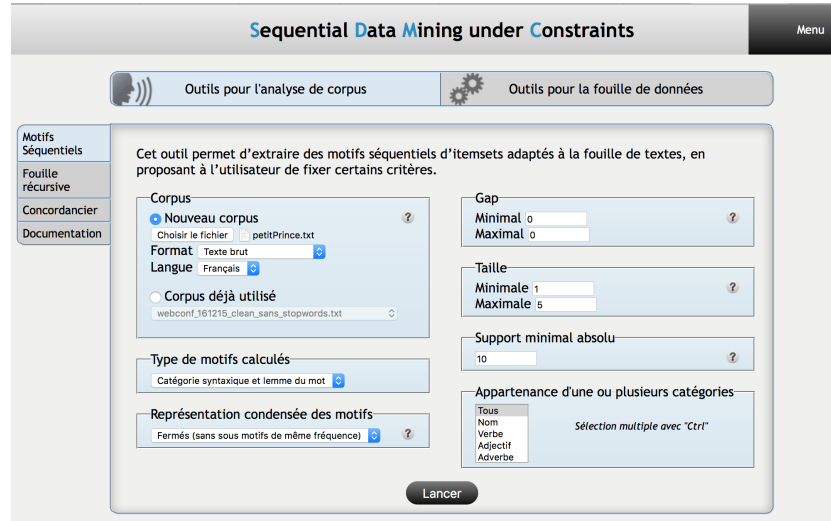 Sequential Data Mining under Constraints
Menu
Outils pour l'analyse de corpus
Outils pour la fouille de données
Motifs
Séquentiels
Fouille
récursive
Concordancier
Documentation
Cet outil permet d'extraire des motifs séquentiels d'itemsets adaptés à la fouille de textes, en
proposant à l'utilisateur de fixer certains critères.
Corpus
Nouveau corpus
?
Choisir le fichier petitPrince.txt
Format Texte brut
Langue Français
Corpus déjà utilisé
webconf_161215_clean_sans_stopwords.txt
Type de motifs calculés
Catégorie syntaxique et lemme du mot
Représentation condensée des motifs
Fermés (sans sous motifs de même fréquence)
?
Gap
Minimal 0
?
Maximal 0
Taille
Minimale 1
?
Maximale 5
Support minimal absolu
10
?
Appartenance d'une ou plusieurs catégories
Tous
Nom
Verbe
Adjectif
Adverbe
Sélection multiple avec "Ctrl"
Lancer